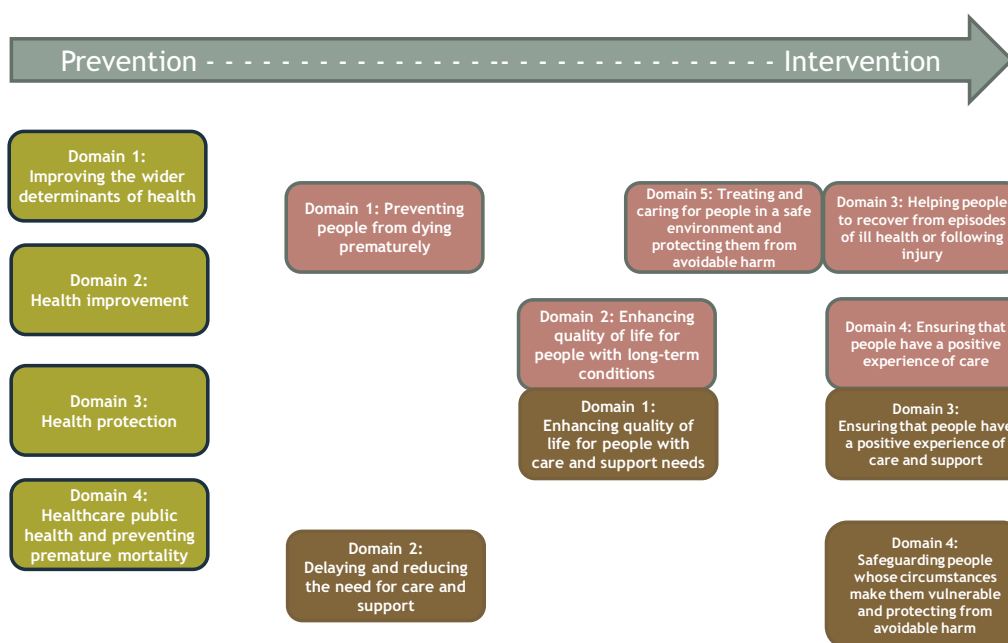 Prevention - - - - - - - - - - - - - - - -- - - - - - - - - - - - - - - Intervention
Domain 1:
Improving the wider
determinants of health
Domain 2:
Health improvement
Domain 3:
Health protection
Domain 4:
Healthcare public
health and preventing
premature mortality
Domain 1: Preventing
people from dying
prematurely
Domain 2:
Delaying and reducing
the need for care and
support
Domain 2: Enhancing
quality of life for
people with long-term
conditions
Domain 1:
Enhancing quality of
life for people with
care and support needs
Domain 5: Treating and
caring for people in a safe
environment and
protecting them from
avoidable harm
Domain 3: Helping people
to recover from episodes
of ill health or following
injury
Domain 4: Ensuring that
people have a positive
experience of care
Domain 3:
Ensuring that people have
a positive experience of
care and support
Domain 4:
Safeguarding people
whose circumstances
make them vulnerable
and protecting from
avoidable harm